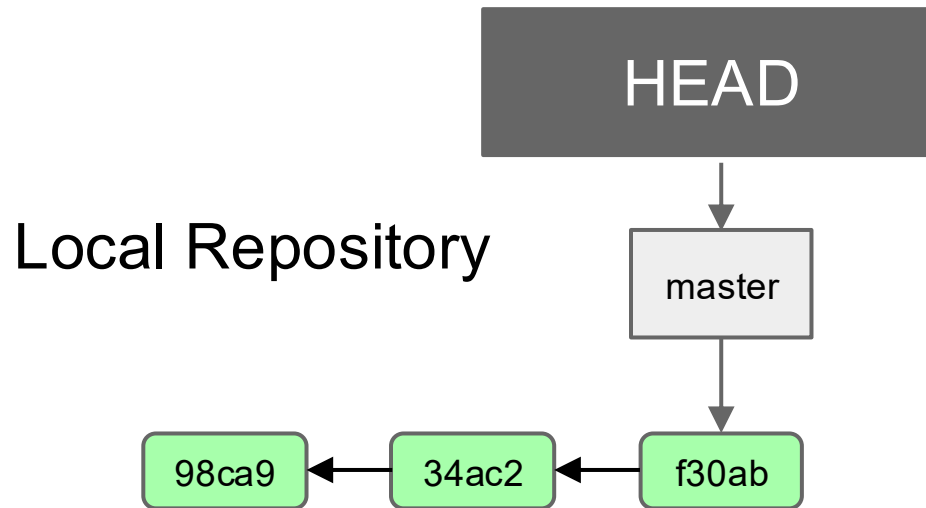 HEAD
Local Repository
master
98ca9
34ac2
f30ab